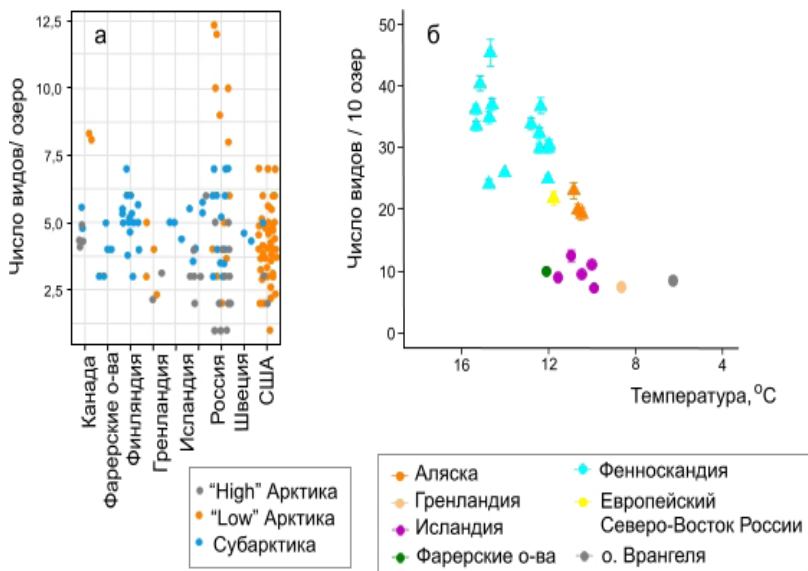 а
Число видов/ озеро
12,5
10,0
7,5
5,0
2,5
Канада
Фарерские о-ва
Финляндия
Гренландия
Исландия
Россия
Швеция
США
"High" Арктика
"Low" Арктика
Субарктика
б
Число видов / 10 озер
50
40
30
20
10
0
16
12
8
4
Температура, °C
Аляска
Гренландия
Исландия
Фарерские о-ва
Фенноскандия
Европейский
Северо-Восток России
о. Врангеля